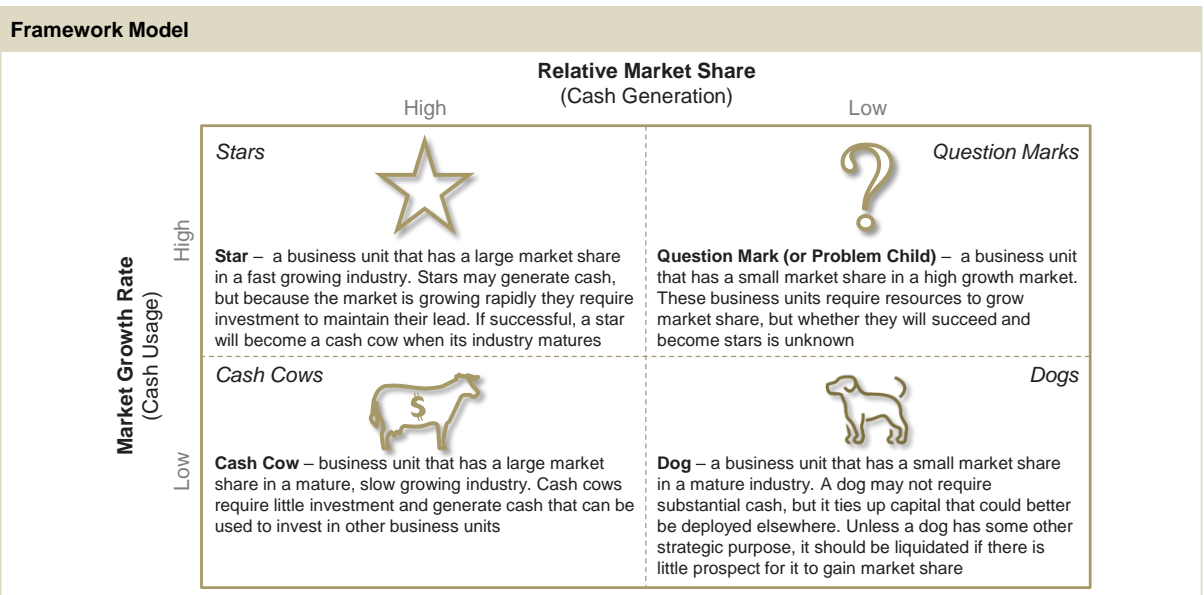 Framework Model
Relative Market Share
(Cash Generation)
High
Low
Market Growth Rate
(Cash Usage)
High
Low
Stars
Star – a business unit that has a large market share
in a fast growing industry. Stars may generate cash,
but because the market is growing rapidly they require
investment to maintain their lead. If successful, a star
will become a cash cow when its industry matures
Question Marks
Question Mark (or Problem Child) – a business unit
that has a small market share in a high growth market.
These business units require resources to grow
market share, but whether they will succeed and
become stars is unknown
Cash Cows
$
Cash Cow – business unit that has a large market
share in a mature, slow growing industry. Cash cows
require little investment and generate cash that can be
used to invest in other business units
Dogs
Dog – a business unit that has a small market share
in a mature industry. A dog may not require
substantial cash, but it ties up capital that could better
be deployed elsewhere. Unless a dog has some other
strategic purpose, it should be liquidated if there is
little prospect for it to gain market share